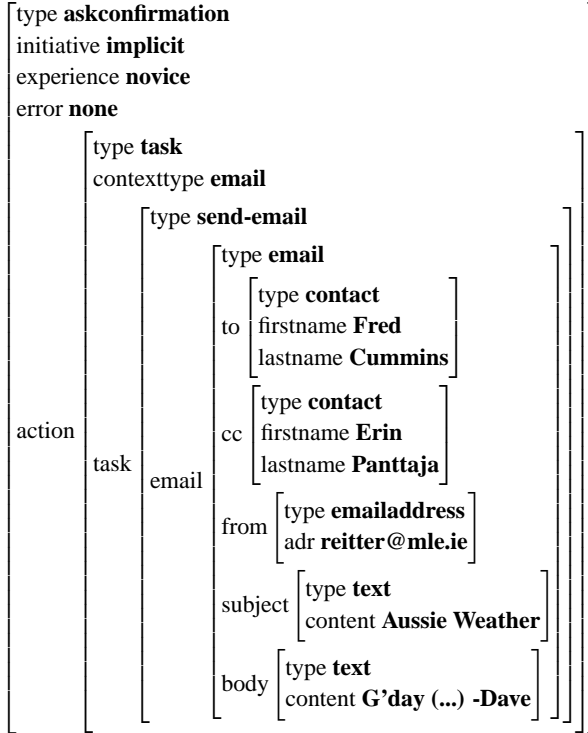 type askconfirmation
initiative implicit
experience novice
error none
type task
contexttype email
type send-email
type email
type contact
to firstname Fred
lastname Cummins
type contact
cc firstname Erin
lastname Panttaja
action
task
email
type emailaddress
from
adr reitter@mle.ie
type text
subject
content Aussie Weather
type text
body
content G'day (...) -Dave